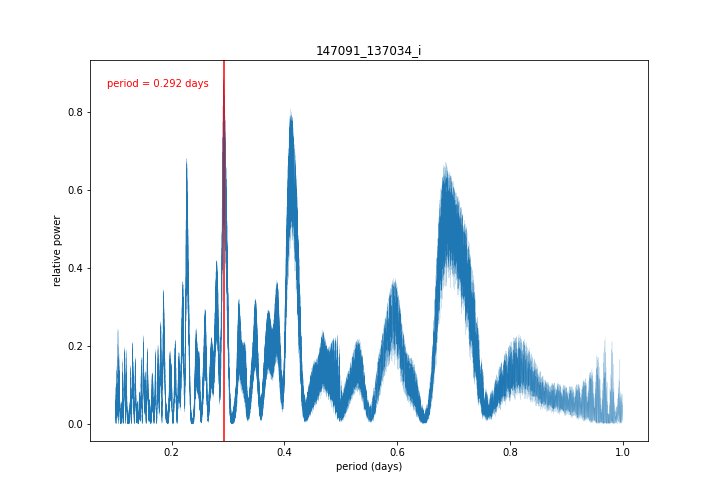 147091_137034_i
period = 0.292 days
relative power
0.8
0.6
0.4
0.2
0.0
0.2 0.4 0.6 0.8 1.0
period (days)